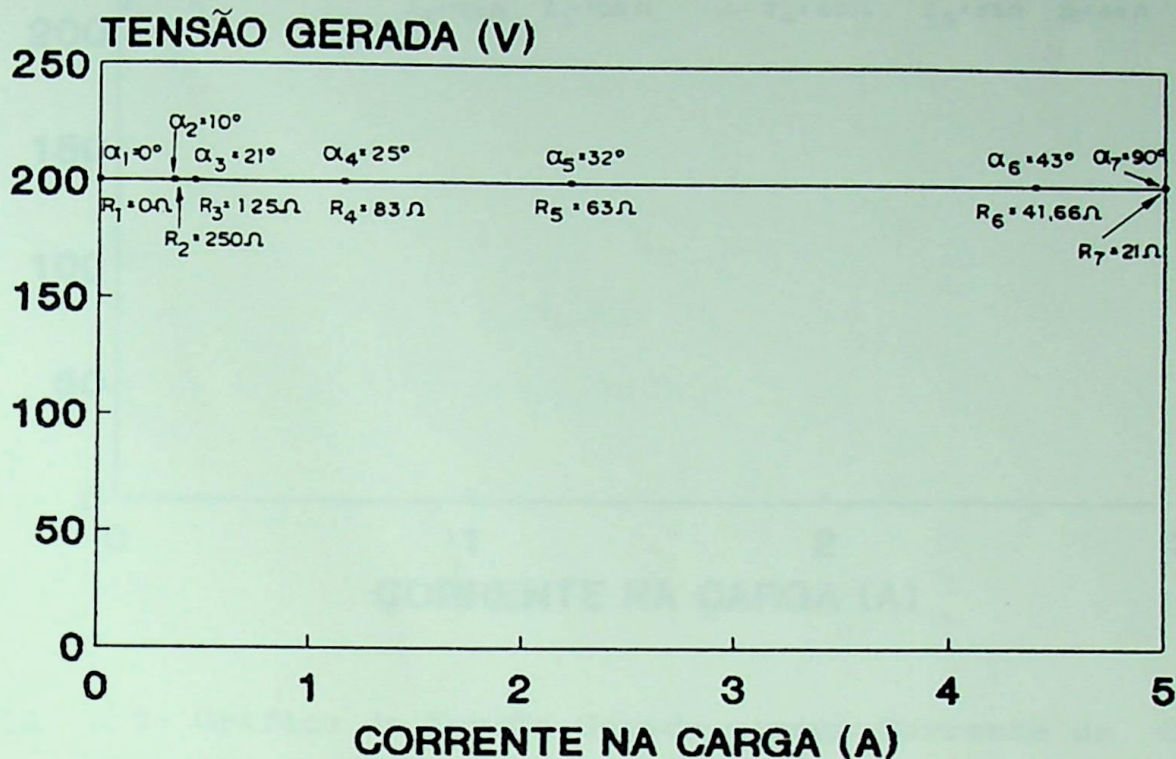 TENSÃO GERADA (V)
250
α2=10°
α1=0° α3=21° α4=25° α5=32° α6=43° α7=90°
200
R1=0Ω R3=125Ω R4=83Ω R5=63Ω R6=41,66Ω
R2=250Ω R7=21Ω
150
100
50
0
0 1 2 3 4 5
CORRENTE NA CARGA (A)